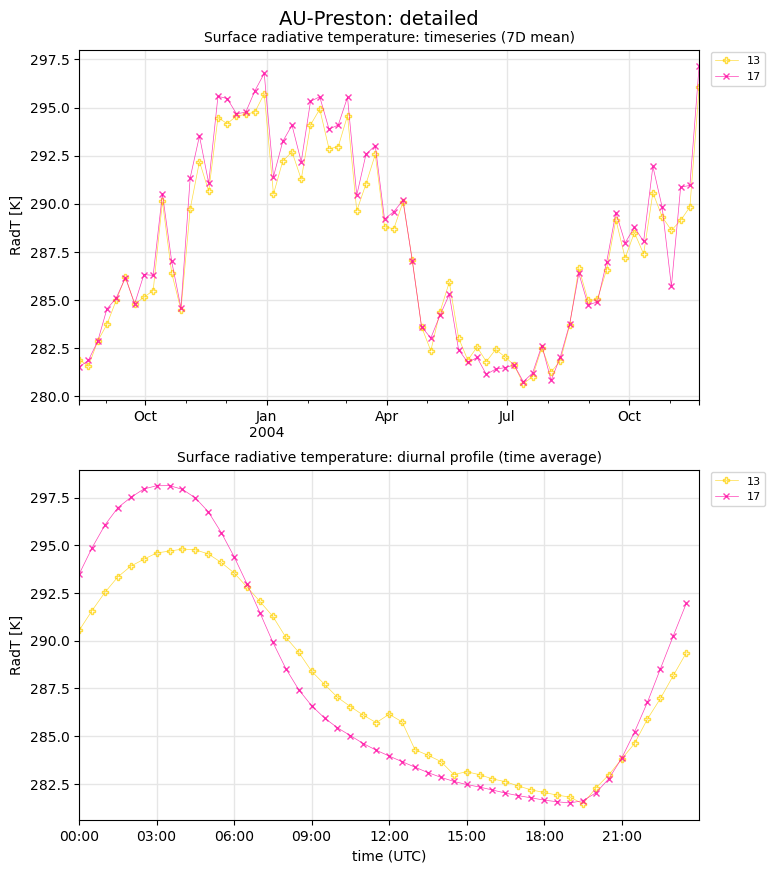 AU-Preston: detailed
Surface radiative temperature: timeseries (7D mean)
297.5
295.0
292.5
290.0
287.5
285.0
282.5
280.0
RadT [K]
Oct
Jan
2004
Apr
Jul
Oct
13
17
Surface radiative temperature: diurnal profile (time average)
297.5
295.0
292.5
290.0
287.5
285.0
282.5
RadT [K]
00:00
03:00
06:00
09:00
12:00
15:00
18:00
21:00
time (UTC)
13
17